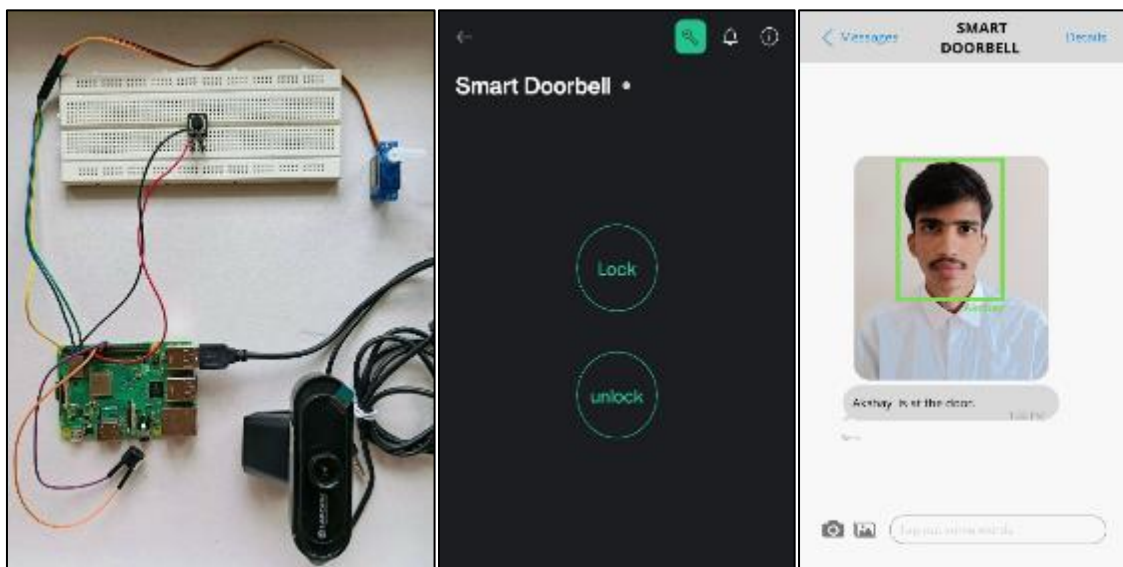 Smart Doorbell
Lock
unlock
Messages
SMART
DOORBELL
Details
Akshay is at the door.